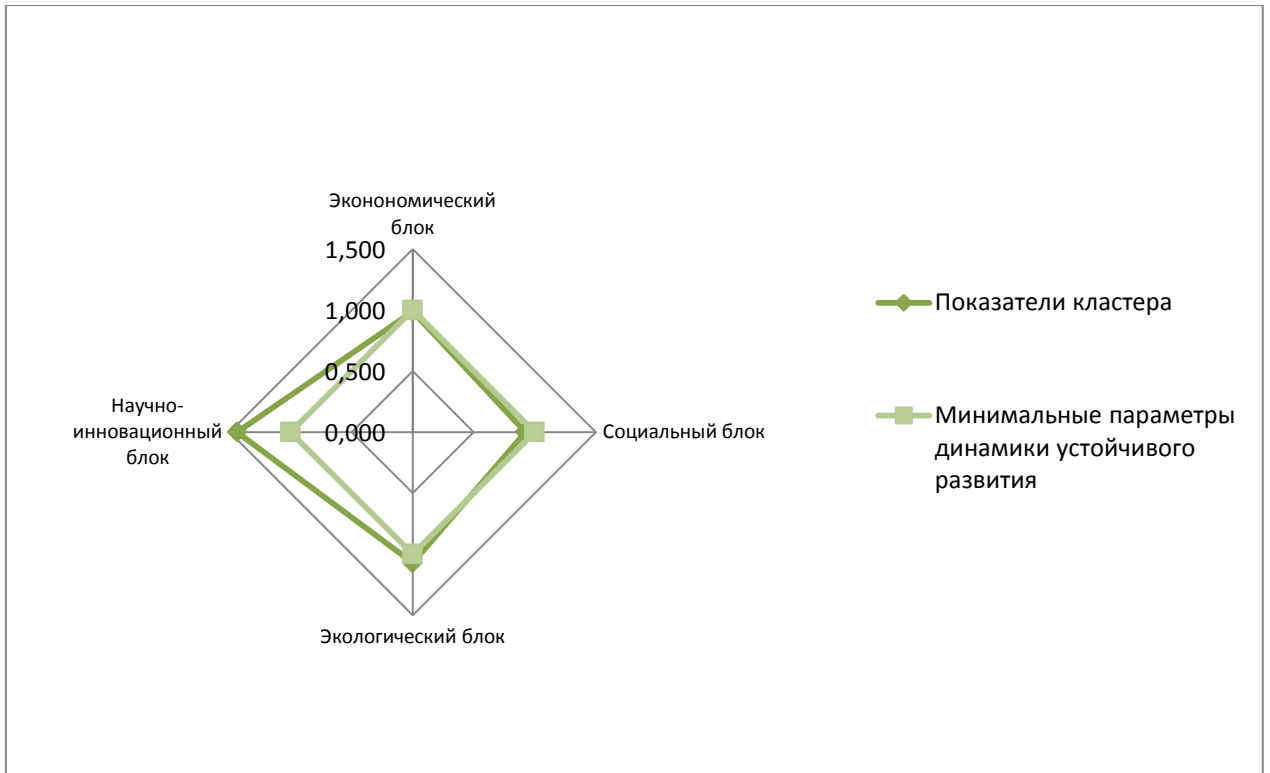 Эконономический
блок
1,500
1,000
0,500
0,000
Научно-
инновационный
блок
Социальный блок
Экологический блок
Показатели кластера
Минимальные параметры
динамики устойчивого
развития